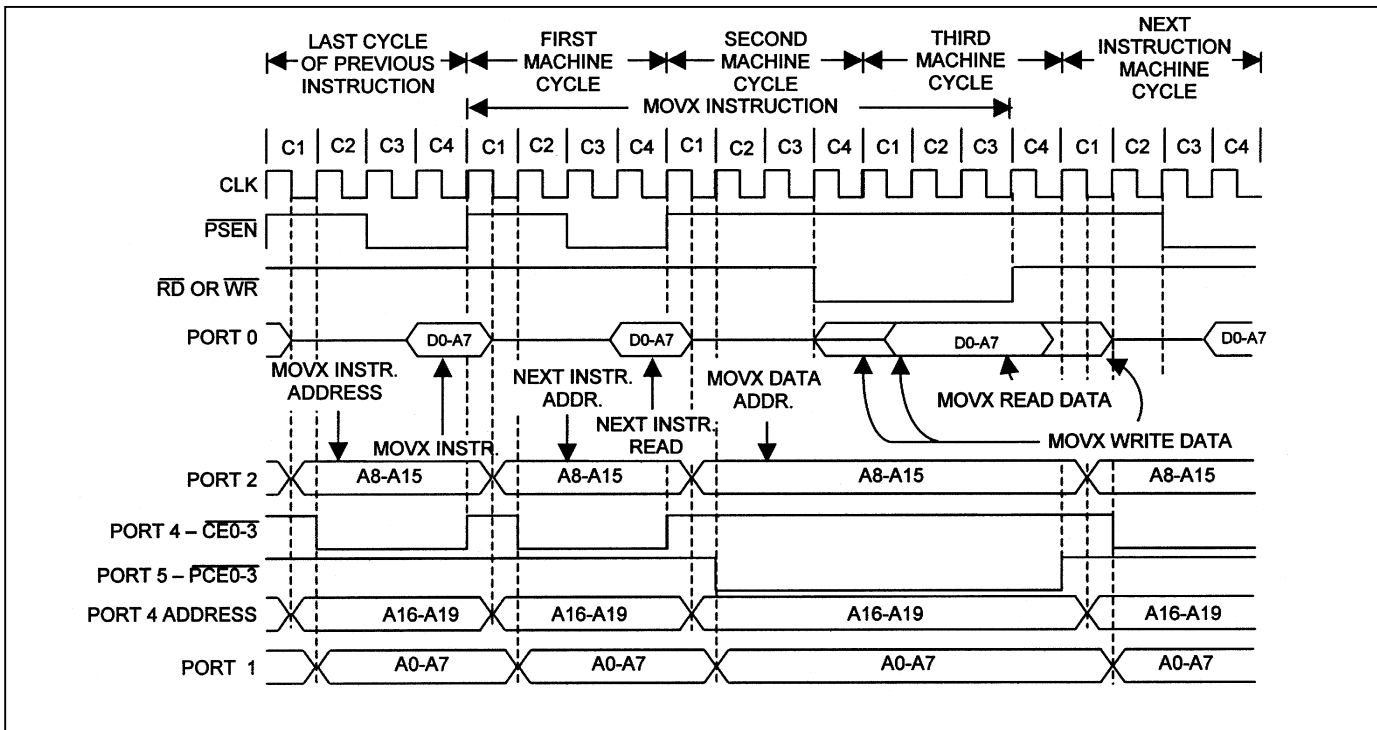 LAST CYCLE
OF PREVIOUS
INSTRUCTION
FIRST
MACHINE
CYCLE
SECOND
MACHINE
CYCLE
THIRD
MACHINE
CYCLE
NEXT
INSTRUCTION
MACHINE
CYCLE
MOVX INSTRUCTION
C1 C2 C3 C4 C1 C2 C3 C4 C1 C2 C3 C4 C1 C2 C3 C4 C1 C2 C3 C4
CLK
PSEN
RD OR WR
PORT 0 D0-A7 D0-A7 D0-A7 D0-A7
MOVX INSTR.
ADDRESS
MOVX INSTR.
NEXT INSTR.
ADDR.
NEXT INSTR.
READ
MOVX DATA
ADDR.
MOVX READ DATA
MOVX WRITE DATA
PORT 2 A8-A15 A8-A15 A8-A15 A8-A15
PORT 4 – CE0-3
PORT 5 – PCE0-3
PORT 4 ADDRESS A16-A19 A16-A19 A16-A19 A16-A19
PORT 1 A0-A7 A0-A7 A0-A7 A0-A7